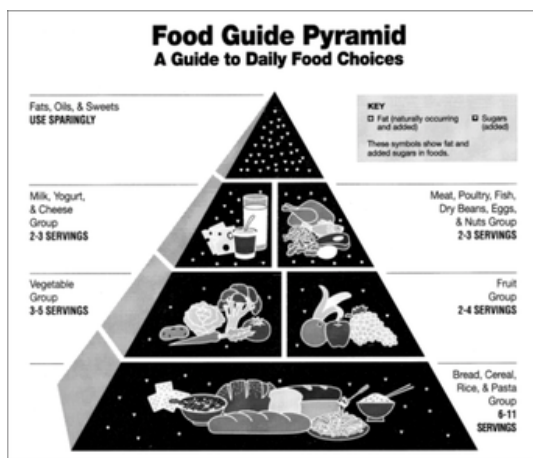 Food Guide Pyramid
A Guide to Daily Food Choices
Fats, Oils, & Sweets
USE SPARINGLY
KEY
Fat (naturally occurring
and added)
Sugars
(added)
These symbols show fat and
added sugars in foods.
Milk, Yogurt,
& Cheese
Group
2-3 SERVINGS
Meat, Poultry, Fish,
Dry Beans, Eggs,
& Nuts Group
2-3 SERVINGS
Vegetable
Group
3-5 SERVINGS
Fruit
Group
2-4 SERVINGS
Bread, Cereal,
Rice, & Pasta
Group
6-11
SERVINGS